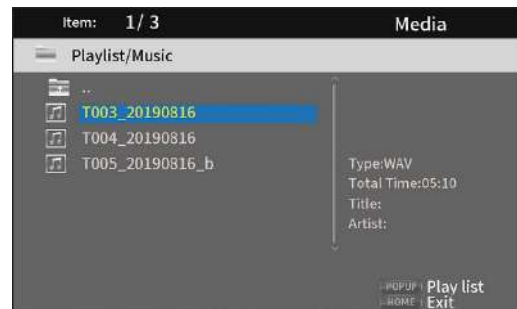 Item: 1/ 3 Media
Playlist/Music
..
T003_20190816
T004_20190816
T005_20190816_b
Type:WAV
Total Time:05:10
Title:
Artist:
POPUP Play list
HOME Exit